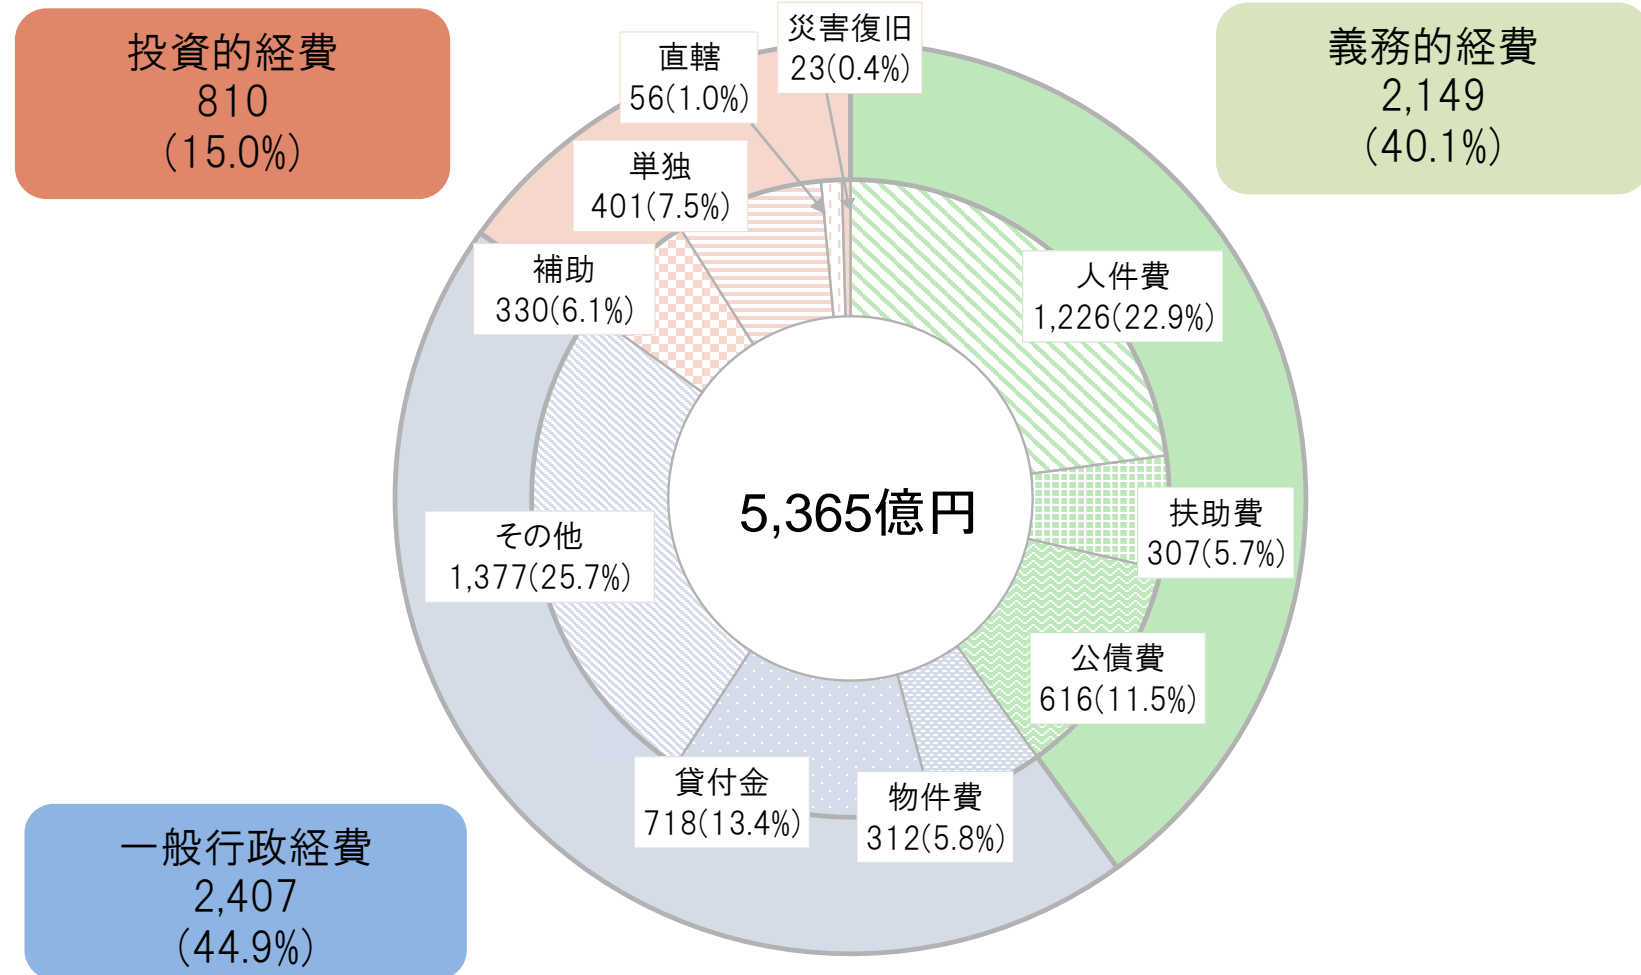 投資的経費
810
(15.0%)
直轄
56(1.0%)
災害復旧
23(0.4%)
義務的経費
2,149
(40.1%)
単独
401(7.5%)
補助
330(6.1%)
人件費
1,226(22.9%)
5,365億円
扶助費
307(5.7%)
その他
1,377(25.7%)
公債費
616(11.5%)
貸付金
718(13.4%)
物件費
312(5.8%)
一般行政経費
2,407
(44.9%)